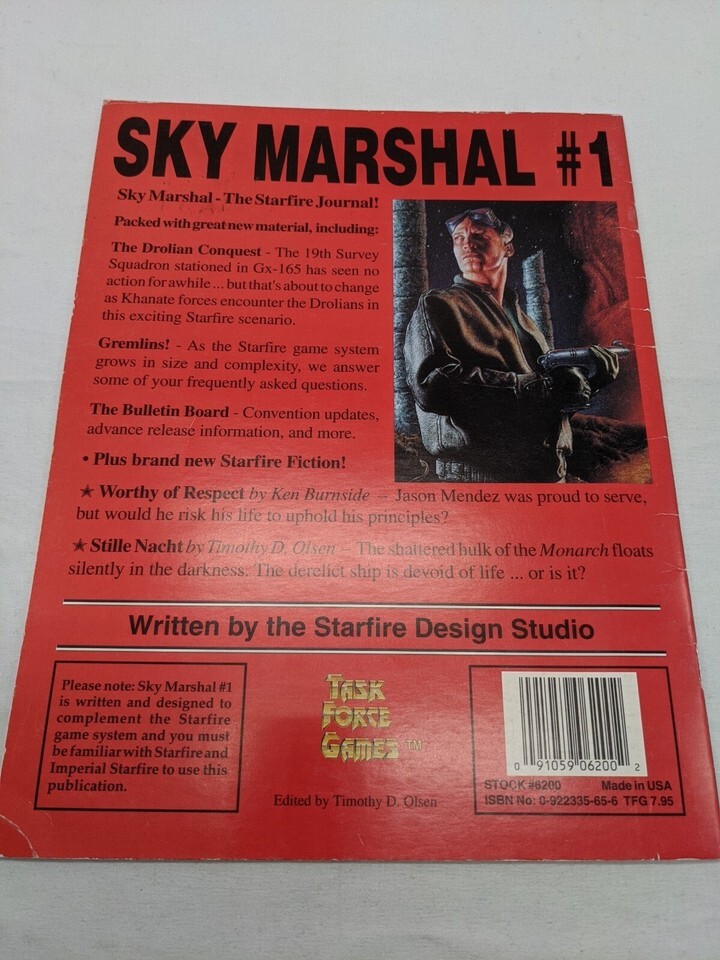 SKY MARSHAL #1
Sky Marshal - The Starfire Journal!
Packed with great new material, including:
The Drolian Conquest - The 19th Survey
Squadron stationed in Gx-165 has seen no
action for awhile ... but that's about to change
as Khanate forces encounter the Drolians in
this exciting Starfire scenario.
Gremlins! - As the Starfire game system
grows in size and complexity, we answer
some of your frequently asked questions.
The Bulletin Board - Convention updates,
advance release information, and more.
• Plus brand new Starfire Fiction!
★ Worthy of Respect by Ken Burnside – Jason Mendez was proud to serve,
but would he risk his life to uphold his principles?
★ Stille Nacht by Timothy D. Olsen – The shattered hulk of the Monarch floats
silently in the darkness. The derelict ship is devoid of life ... or is it?
Written by the Starfire Design Studio
Please note: Sky Marshal #1
is written and designed to
complement the Starfire
game system and you must
be familiar with Starfire and
Imperial Starfire to use this
publication.
TASK
FORCE
GAMES ™
Edited by Timothy D. Olsen
0 91059 06200 2
STOCK #6200 Made in USA
ISBN No: 0-922335-65-6 TFG 7.95